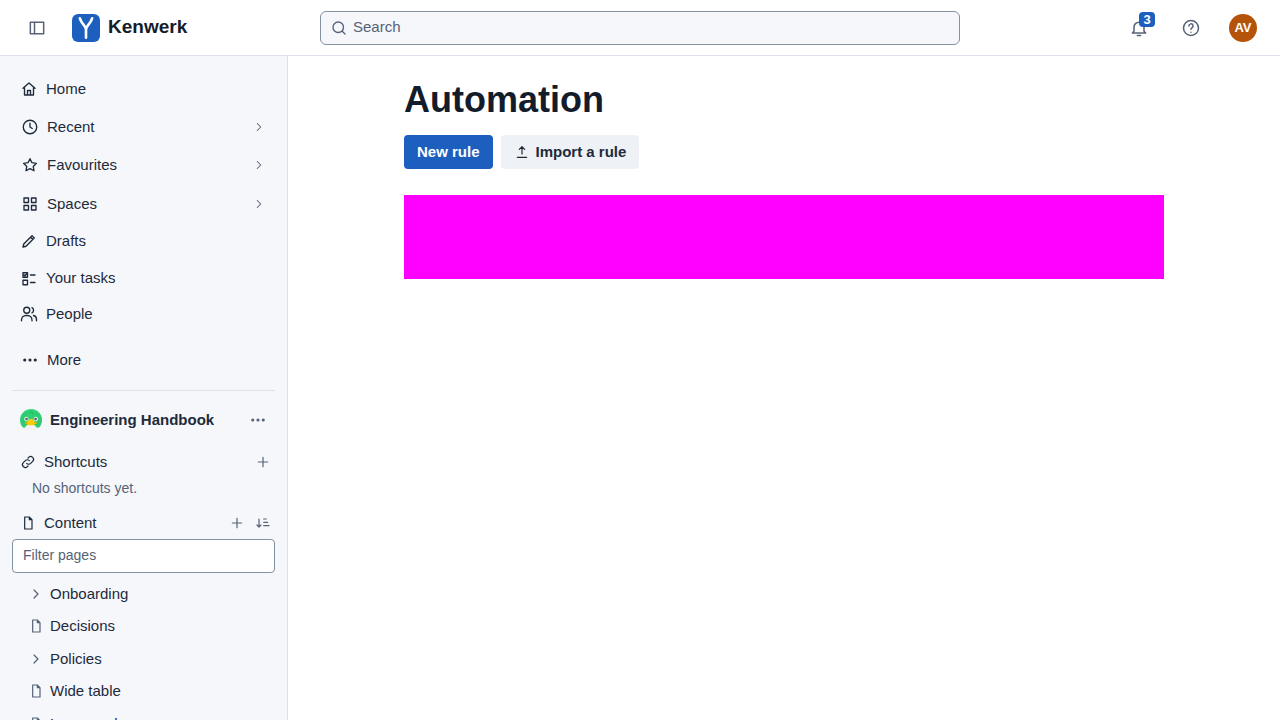 Kenwerk
Search
3
AV
Home
Recent
Favourites
Spaces
Drafts
Your tasks
People
More
Engineering Handbook
Shortcuts
No shortcuts yet.
Content
Filter pages
Onboarding
Decisions
Policies
Wide table
Automation
New rule
Import a rule